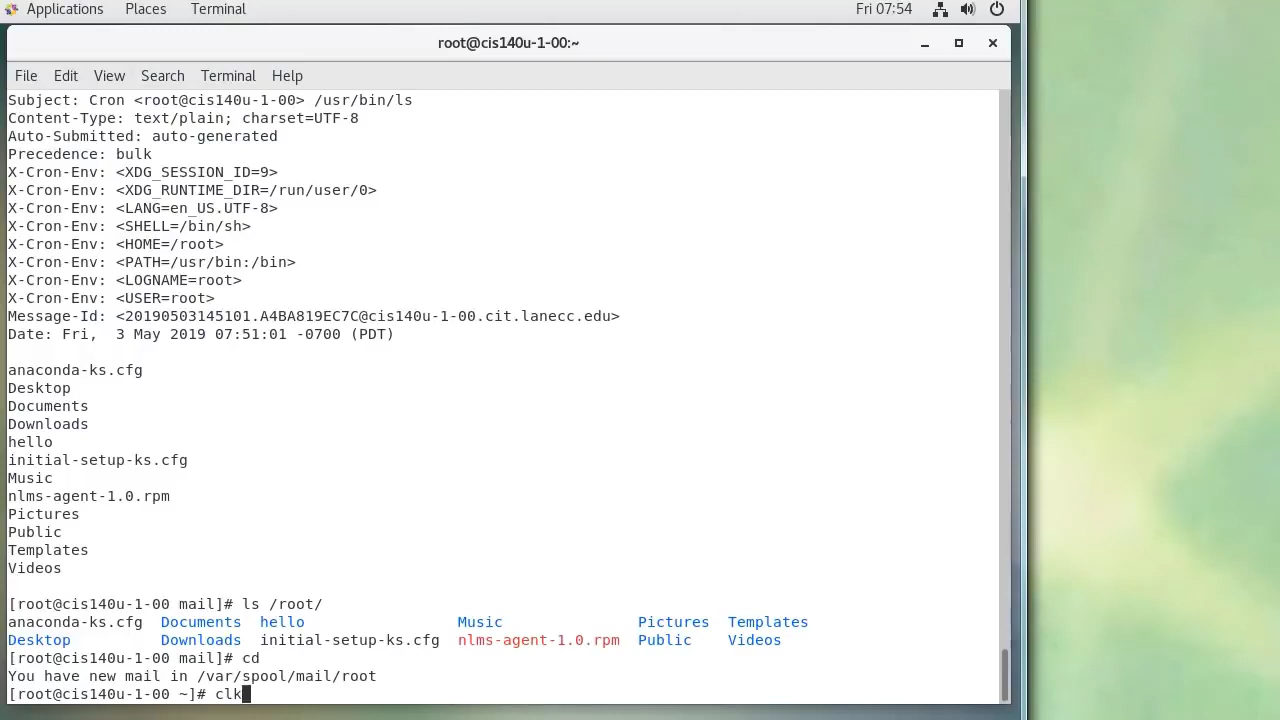 Applications Places Terminal Fri 07:54
root@cis140u-1-00:~
File Edit View Search Terminal Help
Subject: Cron <root@cis140u-1-00> /usr/bin/ls
Content-Type: text/plain; charset=UTF-8
Auto-Submitted: auto-generated
Precedence: bulk
X-Cron-Env: <XDG_SESSION_ID=9>
X-Cron-Env: <XDG_RUNTIME_DIR=/run/user/0>
X-Cron-Env: <LANG=en_US.UTF-8>
X-Cron-Env: <SHELL=/bin/sh>
X-Cron-Env: <HOME=/root>
X-Cron-Env: <PATH=/usr/bin:/bin>
X-Cron-Env: <LOGNAME=root>
X-Cron-Env: <USER=root>
Message-Id: <20190503145101.A4BA819EC7C@cis140u-1-00.cit.lanecc.edu>
Date: Fri,  3 May 2019 07:51:01 -0700 (PDT)
anaconda-ks.cfg
Desktop
Documents
Downloads
hello
initial-setup-ks.cfg
Music
nlms-agent-1.0.rpm
Pictures
Public
Templates
Videos
[root@cis140u-1-00 mail]# ls /root/
anaconda-ks.cfg  Documents  hello                 Music               Pictures  Templates
Desktop          Downloads  initial-setup-ks.cfg  nlms-agent-1.0.rpm  Public    Videos
[root@cis140u-1-00 mail]# cd
You have new mail in /var/spool/mail/root
[root@cis140u-1-00 ~]# clk